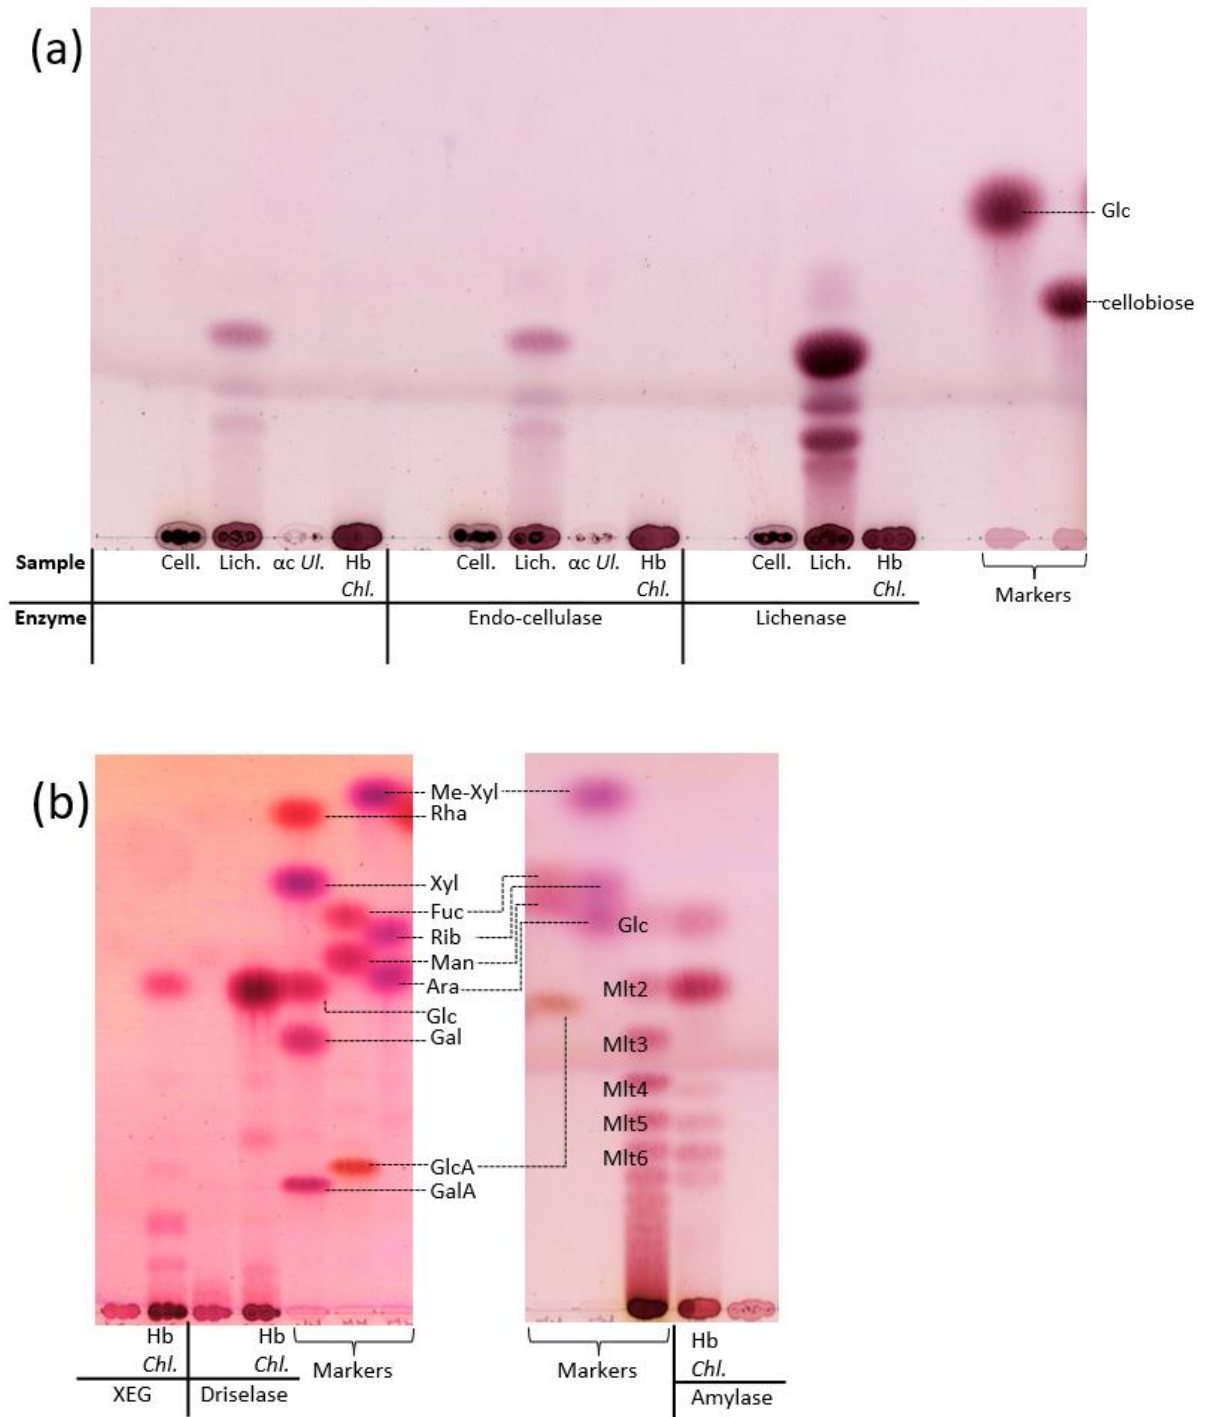 (a)
Glc
cellobiose
Sample Cell. Lich. αc Ul. Hb Cell. Lich. αc Ul. Hb Cell. Lich. Hb
Chl. Chl. Chl. Markers
Enzyme Endo-cellulase Lichenase
(b)
Me-Xyl
Rha
Xyl
Fuc
Rib
Man
Ara
Glc
Gal
GlcA
GalA
Glc
Mlt2
Mlt3
Mlt4
Mlt5
Mlt6
Hb Hb Hb
Chl. Chl. Markers Markers Chl.
XEG Driselase Amylase